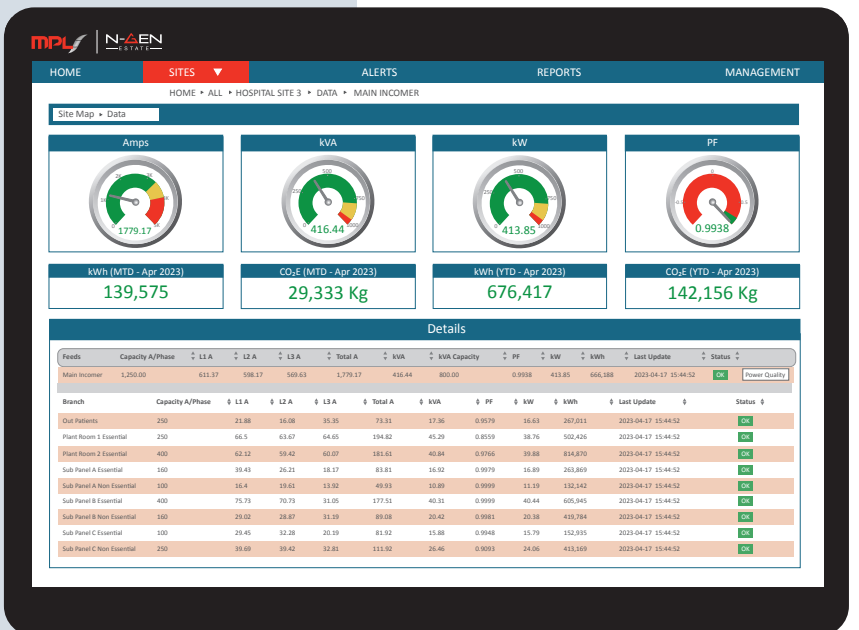 MPL N-GEN
ESTATE
HOME SITES ▼ ALERTS REPORTS MANAGEMENT
HOME ▸ ALL ▸ HOSPITAL SITE 3 ▸ DATA ▸ MAIN INCOMER
Site Map ▸ Data
Amps kVA kW PF
1779.17 416.44 413.85 0.9938
kWh (MTD - Apr 2023) CO₂E (MTD - Apr 2023) kWh (YTD - Apr 2023) CO₂E (YTD - Apr 2023)
139,575 29,333 Kg 676,417 142,156 Kg
Details
Feeds Capacity A/Phase L1 A L2 A L3 A Total A kVA kVA Capacity PF kW kWh Last Update Status
Main Incomer 1,250.00 611.37 598.17 569.63 1,779.17 416.44 800.00 0.9938 413.85 666,188 2023-04-17 15:44:52 OK Power Quality
Branch Capacity A/Phase L1 A L2 A L3 A Total A kVA PF kW kWh Last Update Status
Out Patients 250 21.88 16.08 35.35 73.31 17.36 0.9579 16.63 267,011 2023-04-17 15:44:52 OK
Plant Room 1 Essential 250 66.5 63.67 64.65 194.82 45.29 0.8559 38.76 502,426 2023-04-17 15:44:52 OK
Plant Room 2 Essential 400 62.12 59.42 60.07 181.61 40.84 0.9766 39.88 814,870 2023-04-17 15:44:52 OK
Sub Panel A Essential 160 39.43 26.21 18.17 83.81 16.92 0.9979 16.89 263,869 2023-04-17 15:44:52 OK
Sub Panel A Non Essential 100 16.4 19.61 13.92 49.93 10.89 0.9999 11.19 132,142 2023-04-17 15:44:52 OK
Sub Panel B Essential 400 75.73 70.73 31.05 177.51 40.31 0.9999 40.44 605,945 2023-04-17 15:44:52 OK
Sub Panel B Non Essential 160 29.02 28.87 31.19 89.08 20.42 0.9981 20.38 419,784 2023-04-17 15:44:52 OK
Sub Panel C Essential 100 29.45 32.28 20.19 81.92 15.88 0.9948 15.79 152,935 2023-04-17 15:44:52 OK
Sub Panel C Non Essential 250 39.69 39.42 32.81 111.92 26.46 0.9093 24.06 413,169 2023-04-17 15:44:52 OK